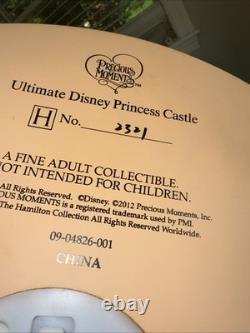 PRECIOUS
MOMENTS™
Ultimate Disney Princess Castle
H No. 2321
A FINE ADULT COLLECTIBLE.
NOT INTENDED FOR CHILDREN.
All Rights Reserved. ©Disney. ©2012 Precious Moments, Inc.
OUS MOMENTS is a registered trademark used by PMI.
The Hamilton Collection All Rights Reserved Worldwide.
09-04826-001
CHINA